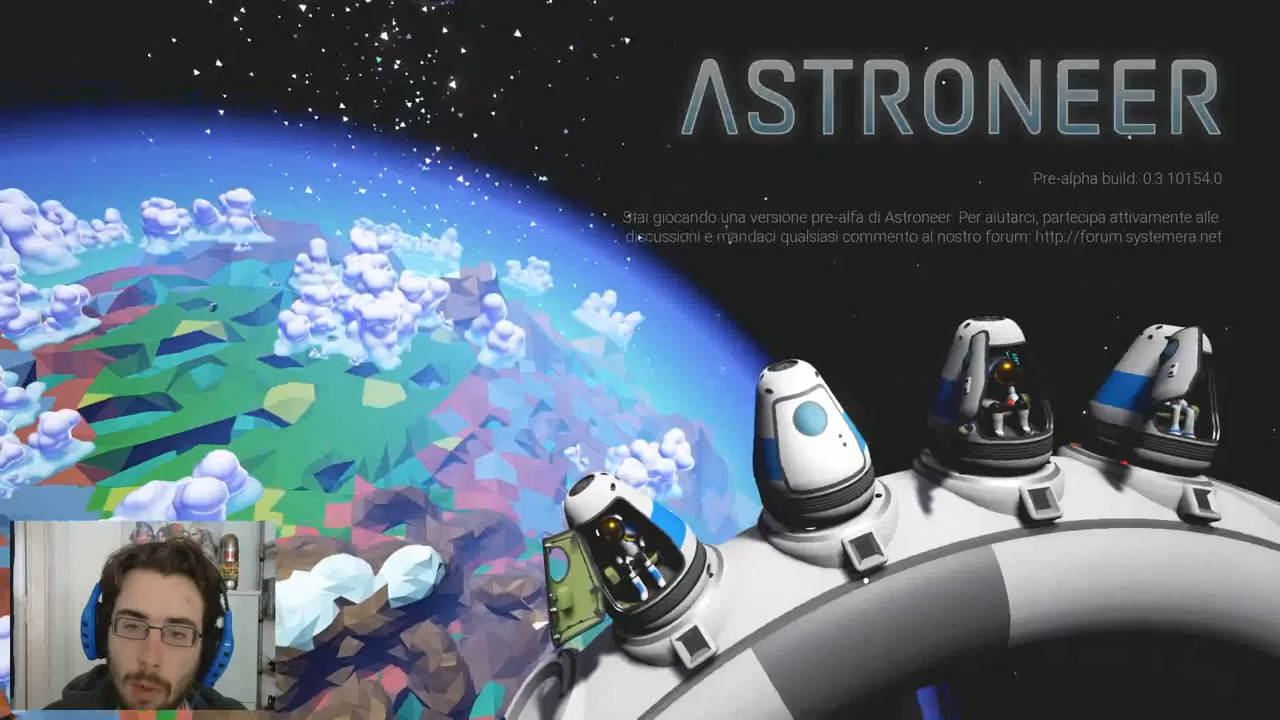 ASTRONEER
Pre-alpha build: 0.3.10154.0
Stai giocando una versione pre-alfa di Astroneer. Per aiutarci, partecipa attivamente alle
discussioni e mandaci qualsiasi commento al nostro forum: http://forum.systemera.net